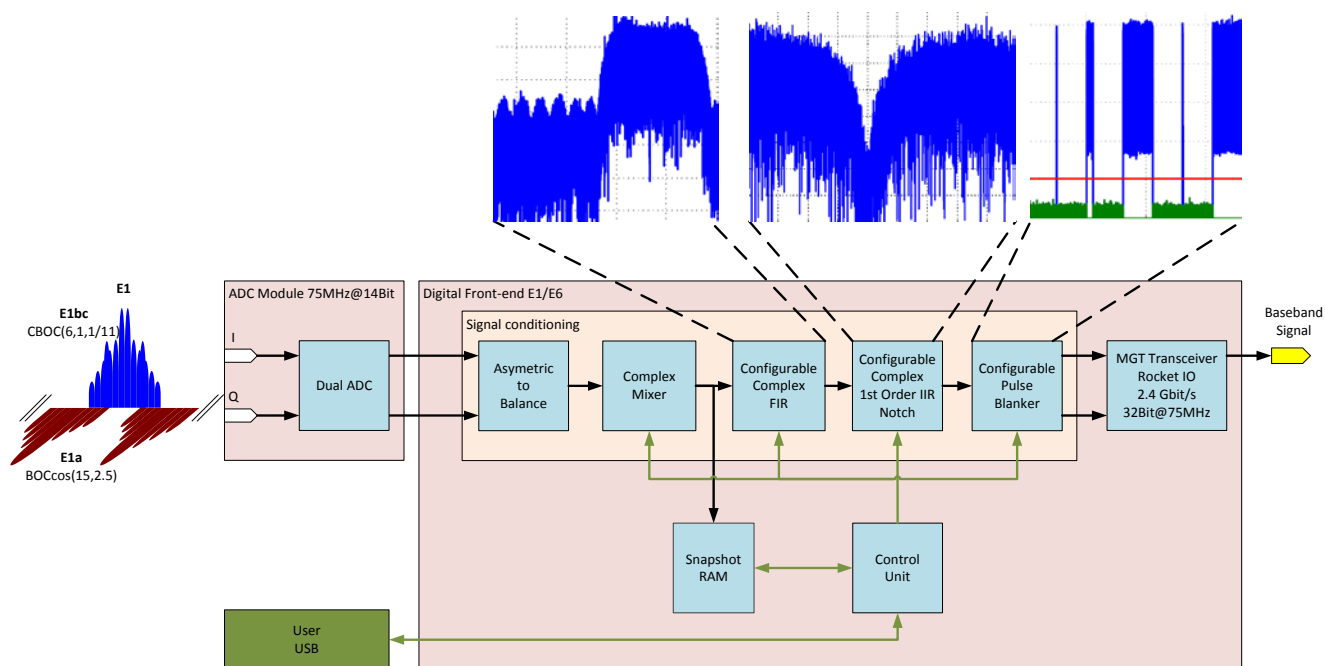 E1
E1bc
CBOC(6,1,1/11)
E1a
BOCcos(15,2.5)
ADC Module 75MHz@14Bit
I
Q
Dual ADC
Digital Front-end E1/E6
Signal conditioning
Asymetric
to
Balance
Complex
Mixer
Configurable
Complex
FIR
Configurable
Complex
1st Order IIR
Notch
Configurable
Pulse
Blanker
MGT Transceiver
Rocket IO
2.4 Gbit/s
32Bit@75MHz
Baseband
Signal
Snapshot
RAM
Control
Unit
User
USB